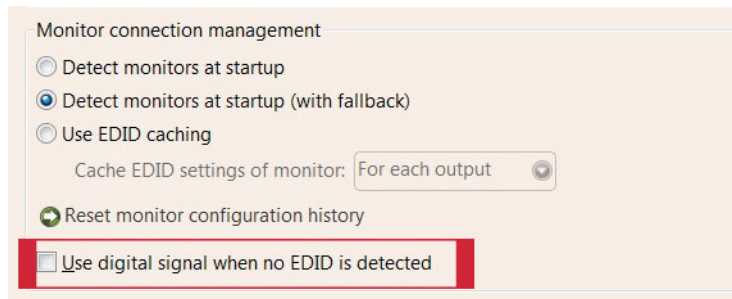 Monitor connection management
Detect monitors at startup
Detect monitors at startup (with fallback)
Use EDID caching
Cache EDID settings of monitor: For each output
Reset monitor configuration history
Use digital signal when no EDID is detected